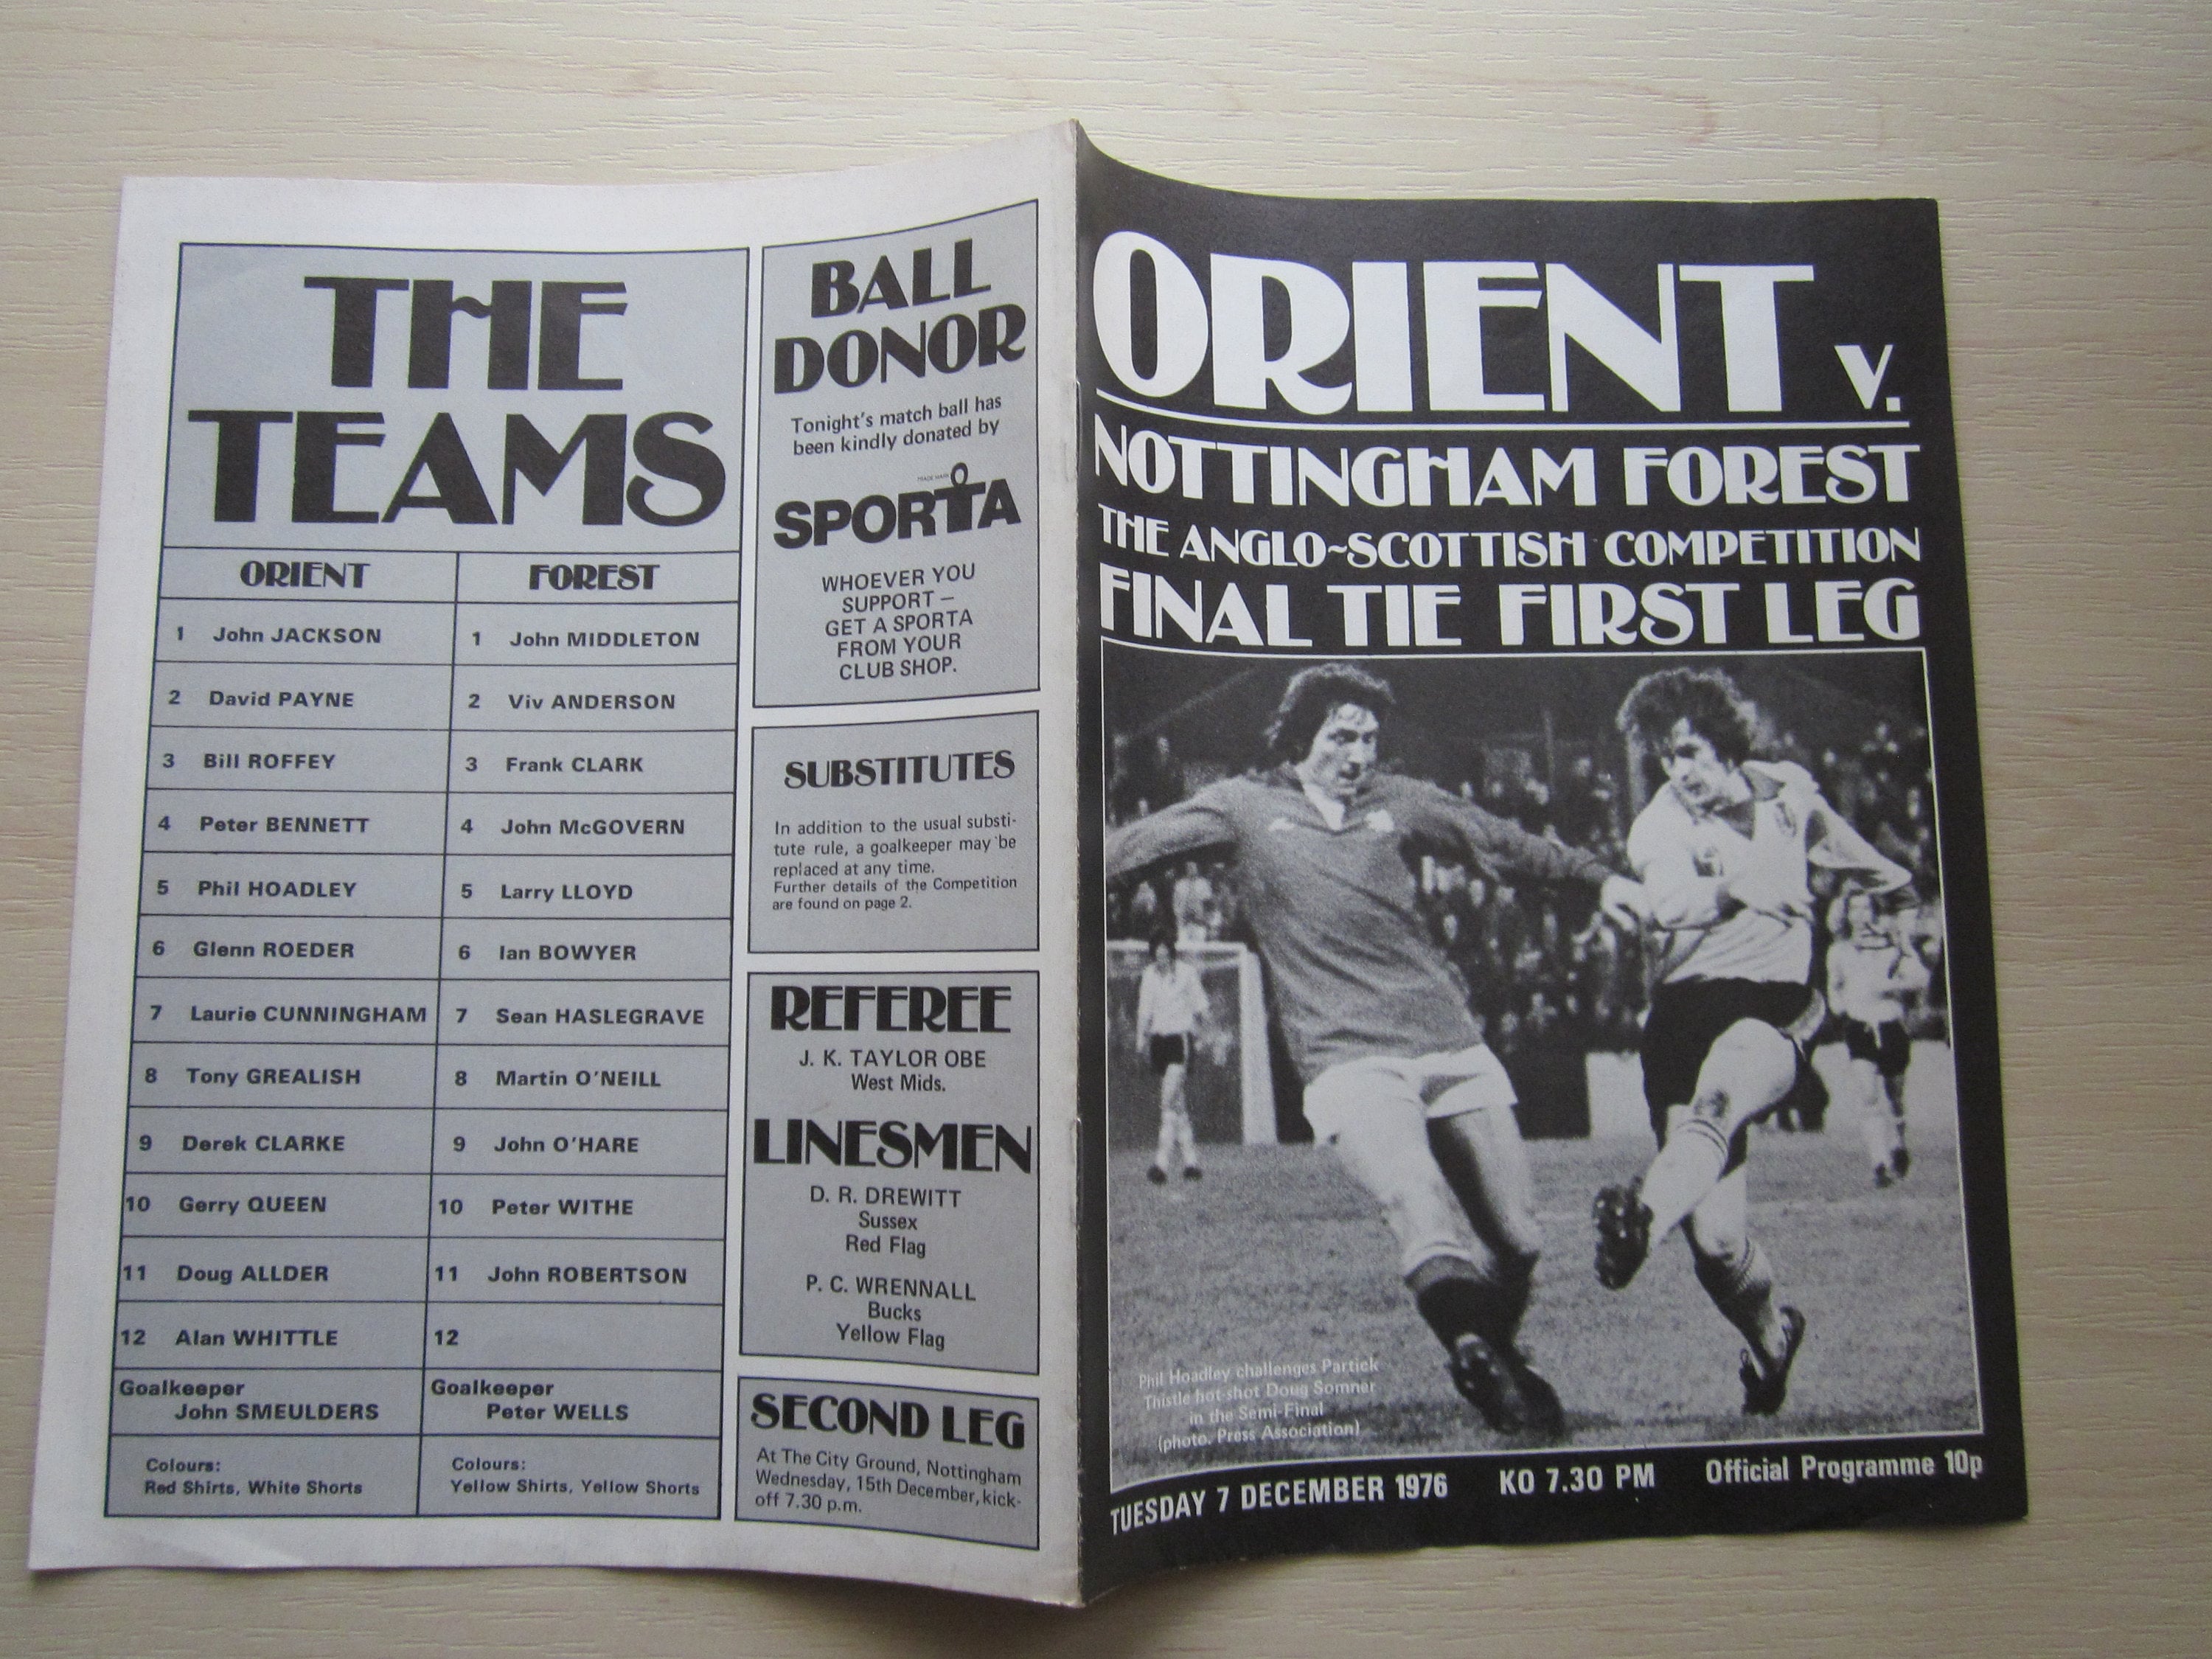 THE
TEAMS
ORIENT FOREST
1 John JACKSON 1 John MIDDLETON
2 David PAYNE 2 Viv ANDERSON
3 Bill ROFFEY 3 Frank CLARK
4 Peter BENNETT 4 John McGOVERN
5 Phil HOADLEY 5 Larry LLOYD
6 Glenn ROEDER 6 Ian BOWYER
7 Laurie CUNNINGHAM 7 Sean HASLEGRAVE
8 Tony GREALISH 8 Martin O'NEILL
9 Derek CLARKE 9 John O'HARE
10 Gerry QUEEN 10 Peter WITHE
11 Doug ALLDER 11 John ROBERTSON
12 Alan WHITTLE 12
Goalkeeper Goalkeeper
John SMEULDERS Peter WELLS
Colours: Colours:
Red Shirts, White Shorts Yellow Shirts, Yellow Shorts
BALL
DONOR
Tonight's match ball has
been kindly donated by
TRADE MARK
SPORTA
WHOEVER YOU
SUPPORT —
GET A SPORTA
FROM YOUR
CLUB SHOP.
SUBSTITUTES
In addition to the usual substi-
tute rule, a goalkeeper may be
replaced at any time.
Further details of the Competition
are found on page 2.
REFEREE
J. K. TAYLOR OBE
West Mids.
LINESMEN
D. R. DREWITT
Sussex
Red Flag
P. C. WRENNALL
Bucks
Yellow Flag
SECOND LEG
At The City Ground, Nottingham
Wednesday, 15th December, kick-
off 7.30 p.m.
ORIENT v.
NOTTINGHAM FOREST
THE ANGLO~SCOTTISH COMPETITION
FINAL TIE FIRST LEG
Phil Hoadley challenges Partick
Thistle hot-shot Doug Somner
in the Semi-Final
(photo. Press Association)
TUESDAY 7 DECEMBER 1976 KO 7.30 PM Official Programme 10p